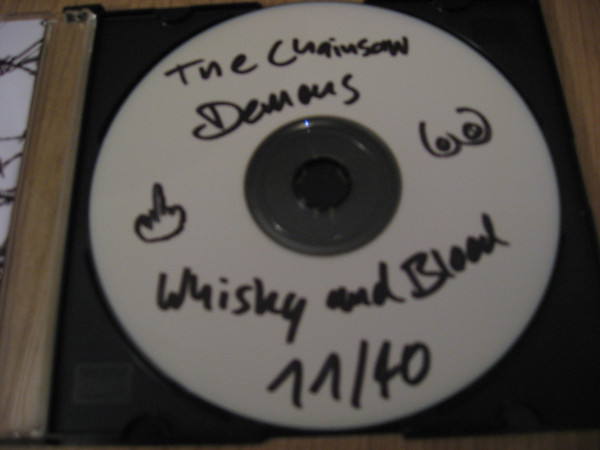 The Chainsaw
Demons
Whisky and Blood
11/40